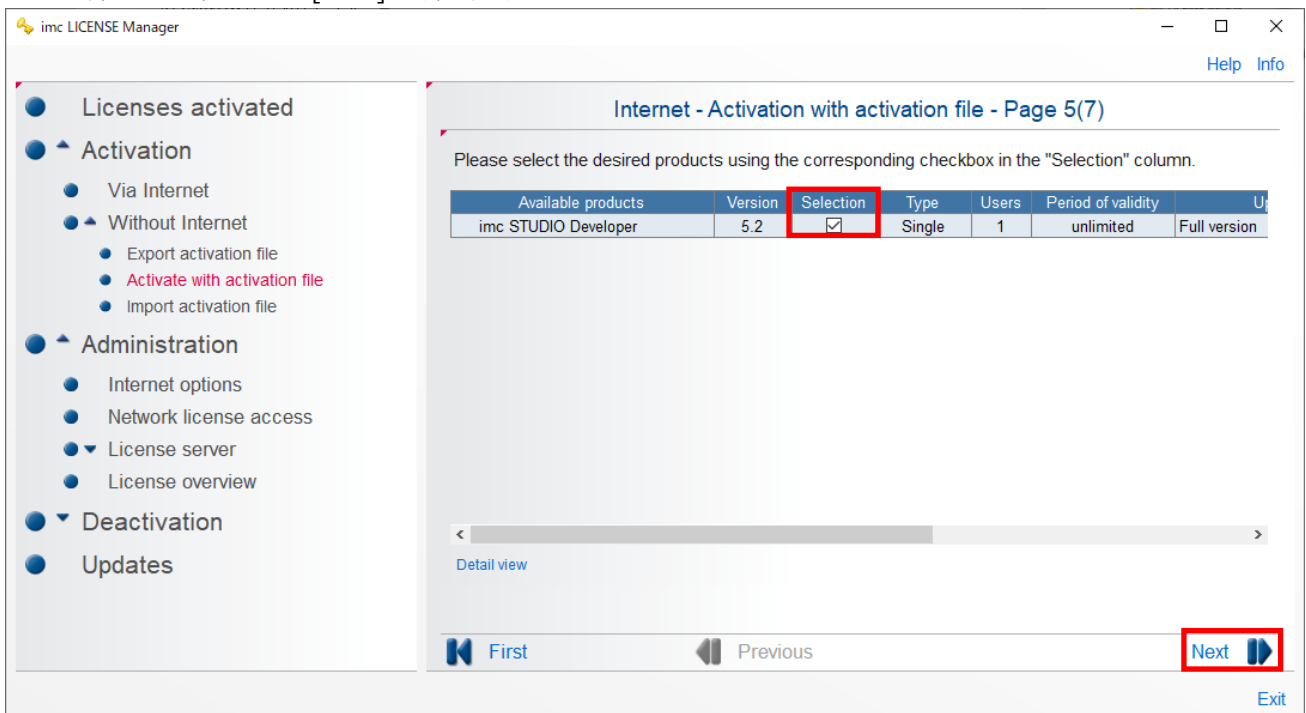 imc LICENSE Manager
Help Info
Licenses activated
Activation
Via Internet
Without Internet
Export activation file
Activate with activation file
Import activation file
Administration
Internet options
Network license access
License server
License overview
Deactivation
Updates
Internet - Activation with activation file - Page 5(7)
Please select the desired products using the corresponding checkbox in the "Selection" column.
Available products Version Selection Type Users Period of validity
imc STUDIO Developer 5.2 Single 1 unlimited Full version
Detail view
First Previous Next
Exit